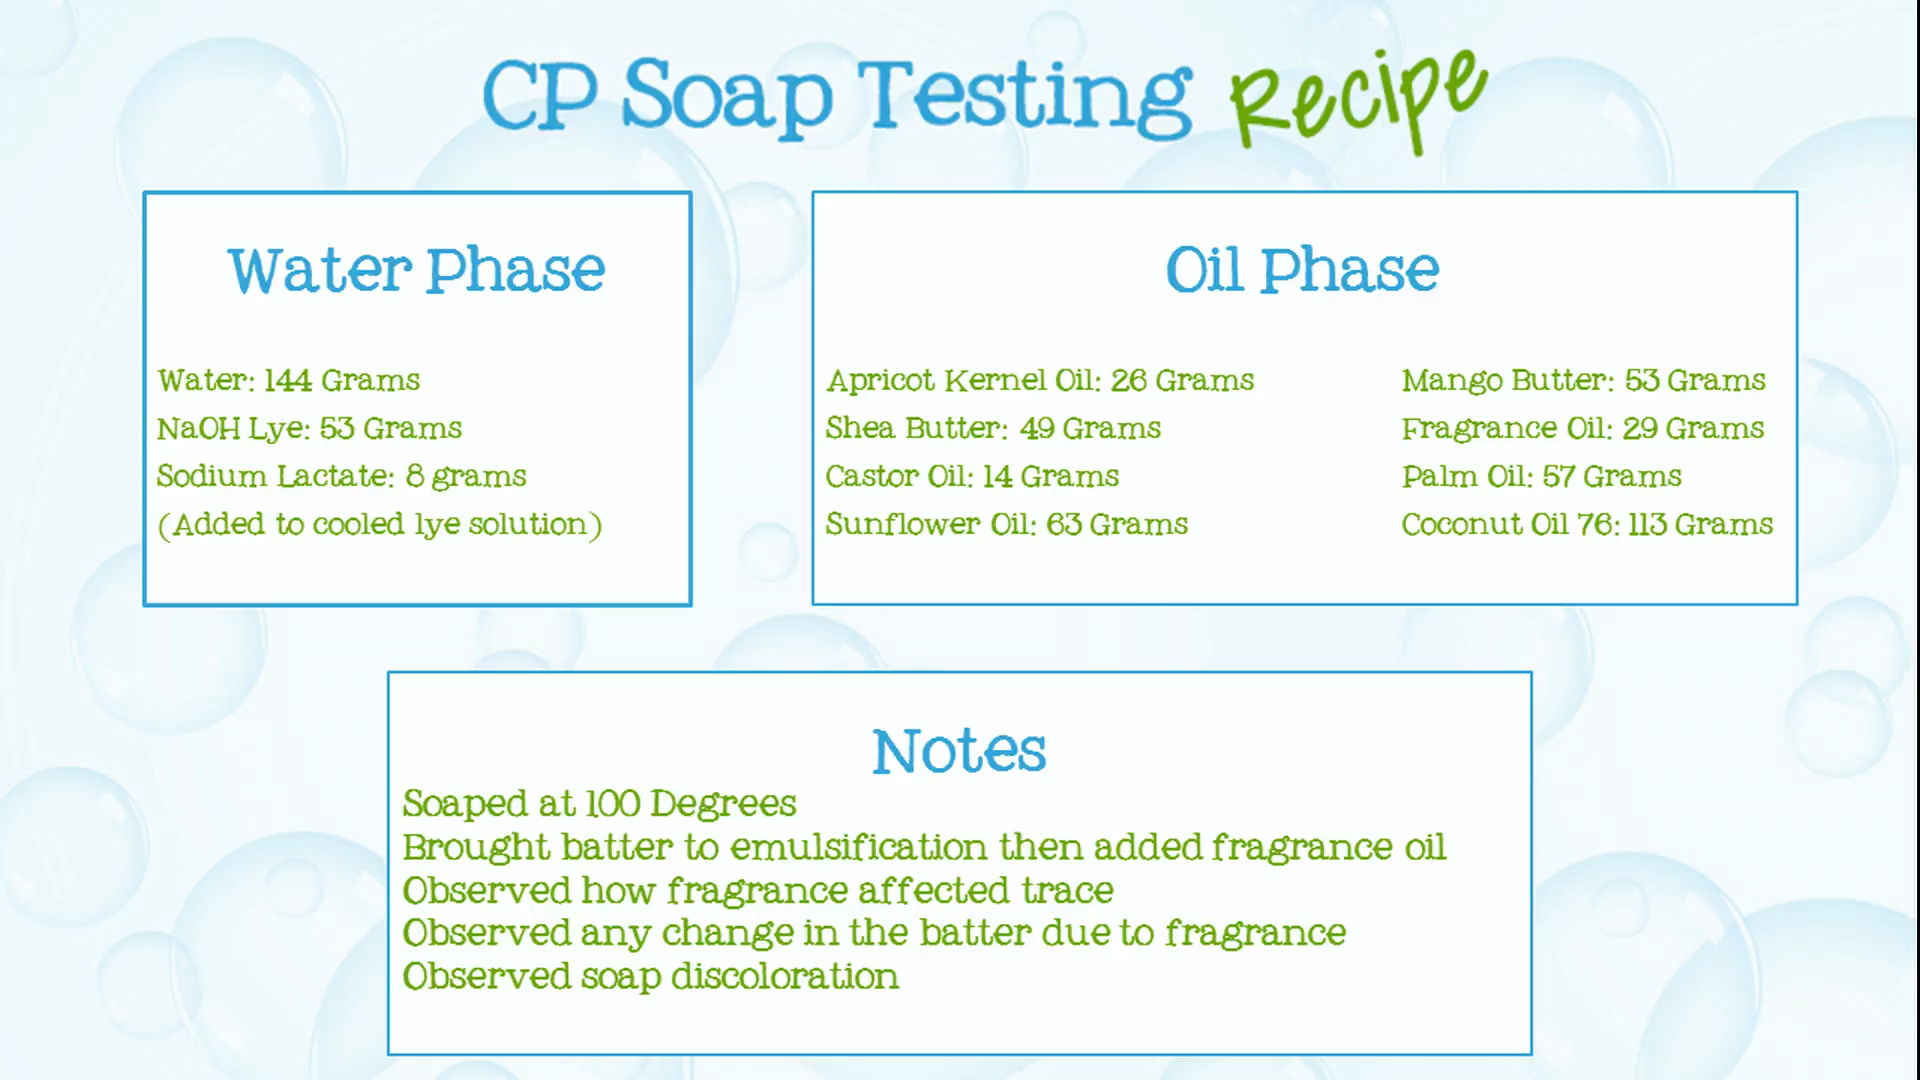 CP Soap Testing Recipe
Water Phase
Water: 144 Grams
NaOH Lye: 53 Grams
Sodium Lactate: 8 grams
(Added to cooled lye solution)
Oil Phase
Apricot Kernel Oil: 26 Grams
Shea Butter: 49 Grams
Castor Oil: 14 Grams
Sunflower Oil: 63 Grams
Mango Butter: 53 Grams
Fragrance Oil: 29 Grams
Palm Oil: 57 Grams
Coconut Oil 76: 113 Grams
Notes
Soaped at 100 Degrees
Brought batter to emulsification then added fragrance oil
Observed how fragrance affected trace
Observed any change in the batter due to fragrance
Observed soap discoloration